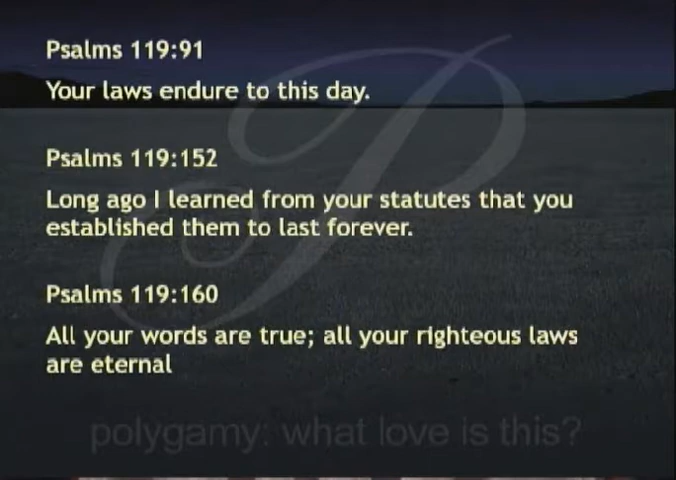 Psalms 119:91
Your laws endure to this day.
Psalms 119:152
Long ago I learned from your statutes that you
established them to last forever.
Psalms 119:160
All your words are true; all your righteous laws
are eternal
polygamy: what love is this?